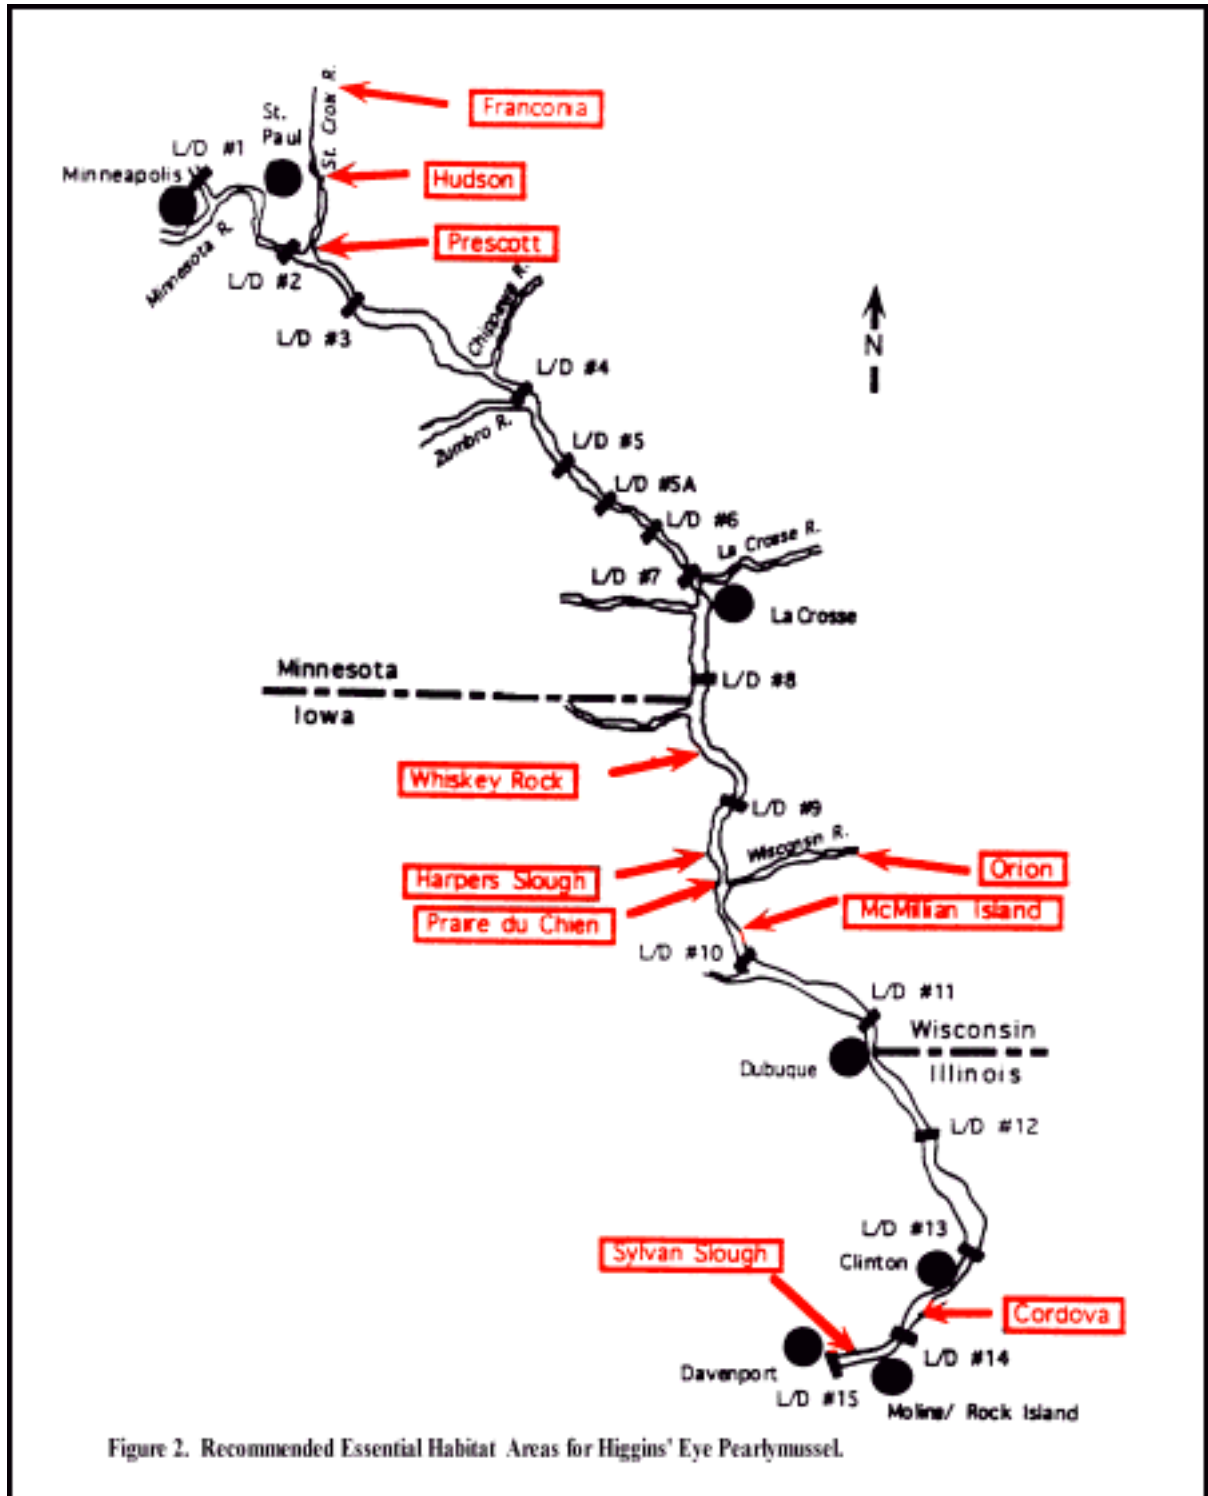 St. Croix R.
Franconia
St.
Paul
L/D #1
Minneapolis
Hudson
Prescott
Minnesota R.
L/D #2
Chippewa R.
L/D #3
N
L/D #4
Zumbro R.
L/D #5
L/D #5A
L/D #6
La Crosse R.
L/D #7
La Crosse
Minnesota
L/D #8
Iowa
Whiskey Rock
L/D #9
Wisconsin R.
Harpers Slough
Orion
Praire du Chien
McMillian Island
L/D #10
L/D #11
Wisconsin
Dubuque
Illinois
L/D #12
L/D #13
Sylvan Slough
Clinton
Cordova
L/D #14
Davenport
L/D #15
Moline/ Rock Island
Figure 2. Recommended Essential Habitat Areas for Higgins' Eye Pearlymussel.